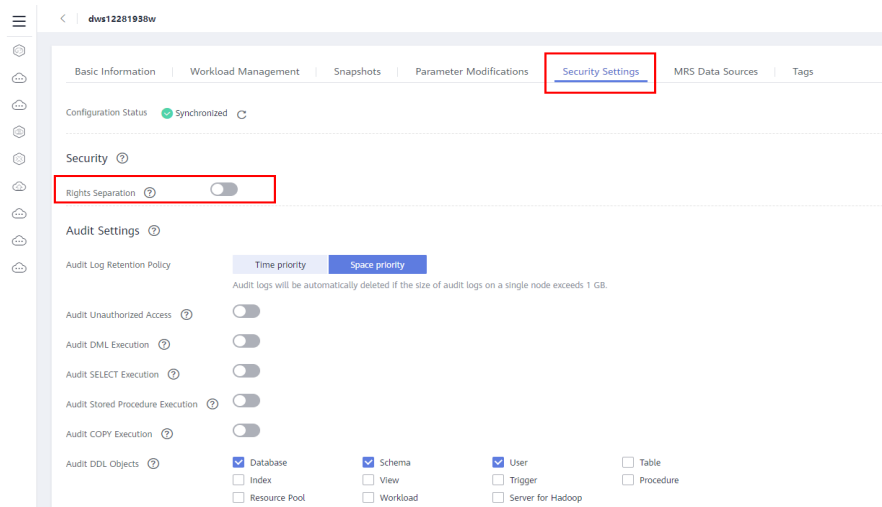 dws12281938w
Basic Information Workload Management Snapshots Parameter Modifications Security Settings MRS Data Sources Tags
Configuration Status Synchronized
Security ?
Rights Separation ?
Audit Settings ?
Audit Log Retention Policy Time priority Space priority
Audit logs will be automatically deleted if the size of audit logs on a single node exceeds 1 GB.
Audit Unauthorized Access ?
Audit DML Execution ?
Audit SELECT Execution ?
Audit Stored Procedure Execution ?
Audit COPY Execution ?
Audit DDL Objects ? Database Schema User Table
Index View Trigger Procedure
Resource Pool Workload Server for Hadoop